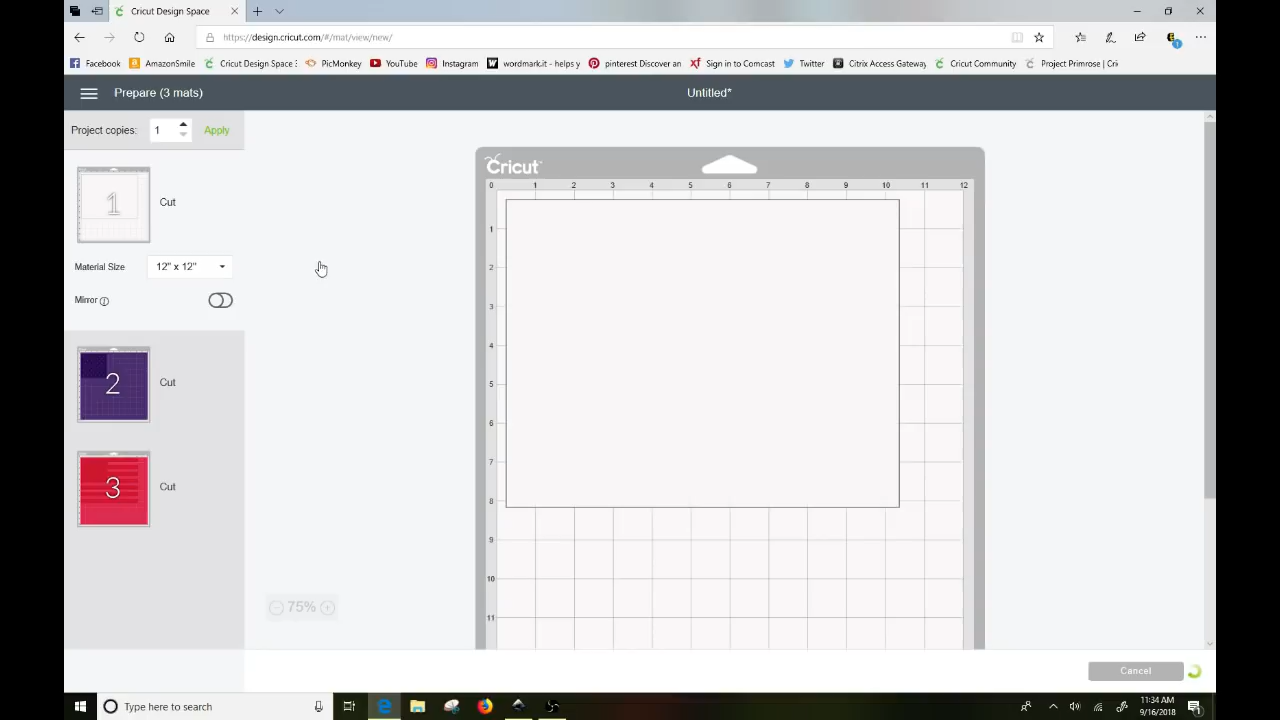 Cricut Design Space
https://design.cricut.com/#/mat/view/new/
Facebook AmazonSmile Cricut Design Space : PicMonkey YouTube Instagram wordmark.it - helps y pinterest Discover an Sign in to Comcast Twitter Citrix Access Gateway Cricut Community Project Primrose | Cri
Prepare (3 mats) Untitled*
Project copies: 1 Apply
1 Cut
Material Size 12" x 12"
Mirror
2 Cut
3 Cut
Cricut
0 1 2 3 4 5 6 7 8 9 10 11 12
1
2
3
4
5
6
7
8
9
10
11
75%
Cancel
Type here to search
11:34 AM
9/16/2018